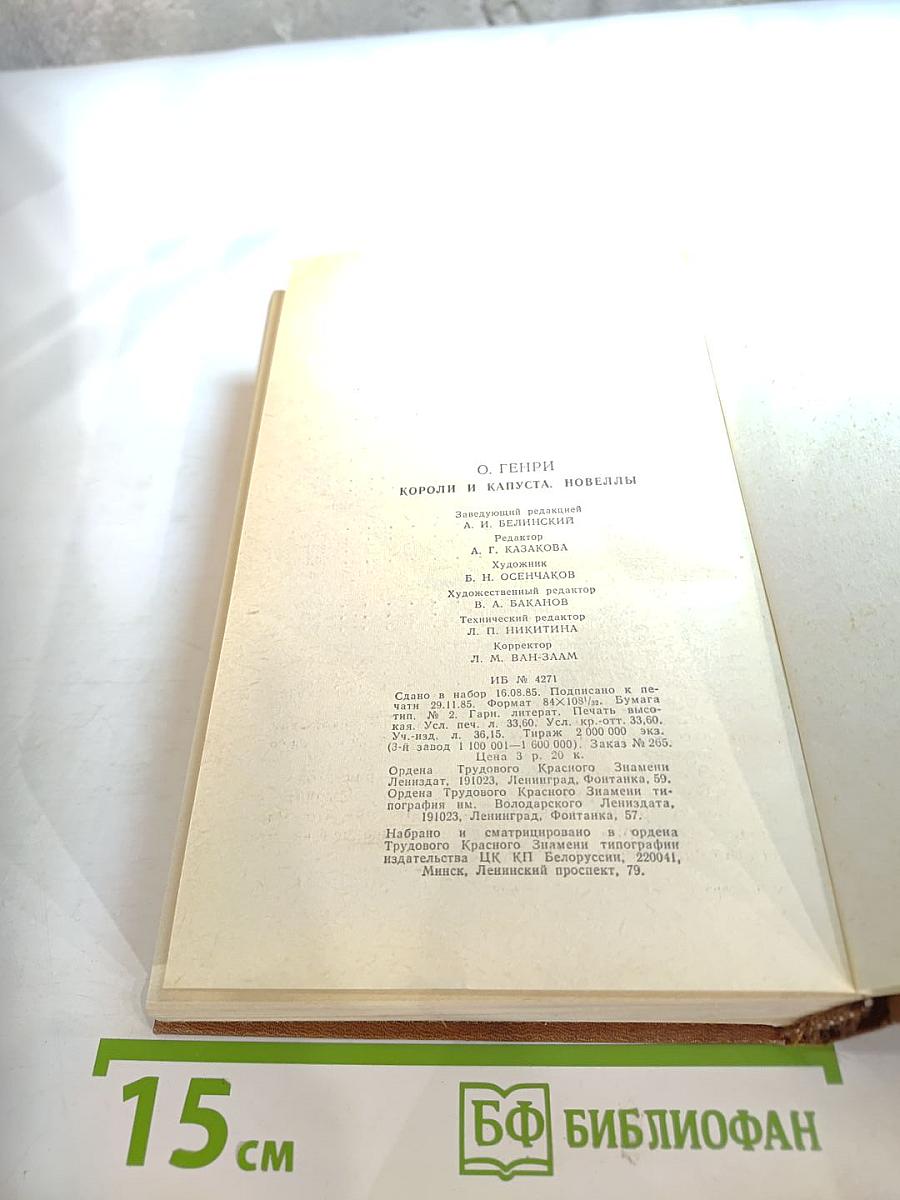 О. ГЕНРИ
КОРОЛИ И КАПУСТА. НОВЕЛЛЫ
Заведующий редакцией
А. И. БЕЛИНСКИЙ
Редактор
А. Г. КАЗАКОВА
Художник
Б. Н. ОСЕНЧАКОВ
Художественный редактор
В. А. БАКАНОВ
Технический редактор
Л. П. НИКИТИНА
Корректор
Л. М. ВАН-ЗААМ
ИБ № 4271
Сдано в набор 16.08.85. Подписано к пе-
чати 29.11.85. Формат 84×108¹/₃₂. Бумага
тип. № 2. Гарн. литерат. Печать высо-
кая. Усл. печ. л. 33,60. Усл. кр.-отт. 33,60.
Уч.-изд. л. 36,15. Тираж 2 000 000 экз.
(3-й завод 1 100 001—1 600 000). Заказ № 265.
Цена 3 р. 20 к.
Ордена Трудового Красного Знамени
Лениздат, 191023, Ленинград, Фонтанка, 59.
Ордена Трудового Красного Знамени ти-
пография им. Володарского Лениздата,
191023, Ленинград, Фонтанка, 57.
Набрано и сматрицировано в ордена
Трудового Красного Знамени типографии
издательства ЦК КП Белоруссии, 220041,
Минск, Ленинский проспект, 79.
15 см
БФ БИБЛИОФАН